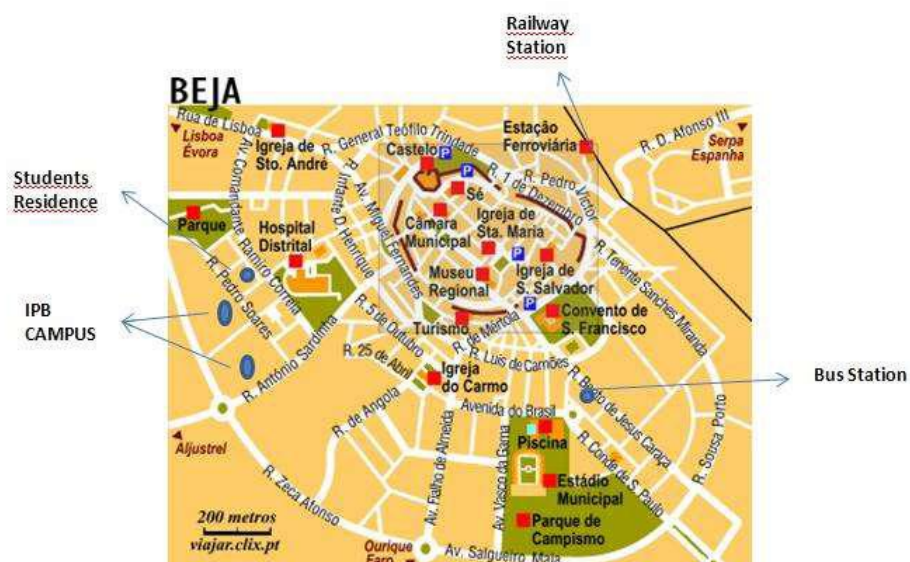 Railway
Station
BEJA
Rua de Lisboa
Lisboa
Évora
Igreja de
Sto. André
R. General Teófilo Trindade
Castelo
Estação
Ferroviária
R. D. Afonso III
Serpa
Espanha
Students
Residence
Parque
Av. Comandante Ramiro Correia
Hospital
Distrital
R. Infante D. Henrique
Av. Miguel Fernandes
P
P
Sé
R. 1 de Dezembro
R. Pedro Victor
Câmara
Municipal
Igreja de
Sta. Maria
P
Museu
Regional
Igreja de
S. Salvador
R. Tenente Sanches Miranda
R. Pedro Soares
IPB
CAMPUS
P
Convento de
S. Francisco
Turismo
R. de Mértola
R. 5 de Outubro
R. António Sardinha
R. 25 de Abril
Igreja
do Carmo
R. Luis de Camões
R. Bento de Jesus Caraça
Bus Station
R. de Angola
Avenida do Brasil
Piscina
R. Conde de S. Paulo
R. Sousa Porto
Aljustrel
R. Zeca Afonso
Av. Fialho de Almeida
Av. Vasco da Gama
Estádio
Municipal
Parque de
Campismo
200 metros
viajar.clix.pt
Ourique
Faro
Av. Salgueiro Maia